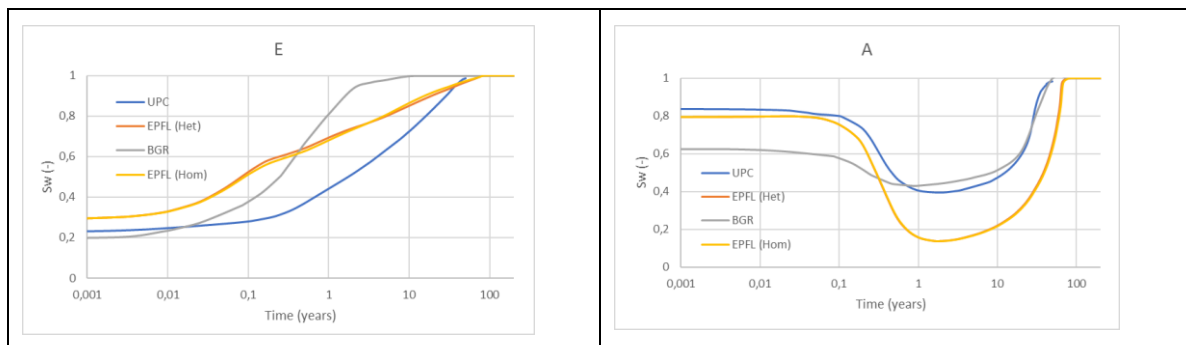 E
1
0,8
0,6
0,4
0,2
0
Sw (-)
UPC
EPFL (Het)
BGR
EPFL (Hom)
0,001
0,01
0,1
1
10
100
Time (years)
A
1
0,8
0,6
0,4
0,2
0
Sw (-)
UPC
EPFL (Het)
BGR
EPFL (Hom)
0,001
0,01
0,1
1
10
100
Time (years)